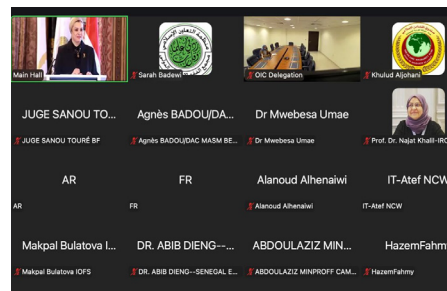 Main Hall
Sarah Badewi
OIC Delegation
Khulud Aljohani
JUGE SANOU TO...
Agnès BADOU/DA...
Dr Mwebesa Umae
JUGE SANOU TOURÉ BF
Agnès BADOU/DAC MASM BE...
Dr Mwebesa Umae
Prof. Dr. Najat Khalil-IRC
AR
FR
Alanoud Alhenaiwi
IT-Atef NCW
AR
FR
Alanoud Alhenaiwi
IT-Atef NCW
Makpal Bulatova I...
DR. ABIB DIENG--...
ABDOULAZIZ MIN...
HazemFahm
Makpal Bulatova IOFS
DR. ABIB DIENG--SENEGAL E...
ABDOULAZIZ MINPROFF CAM...
HazemFahmy